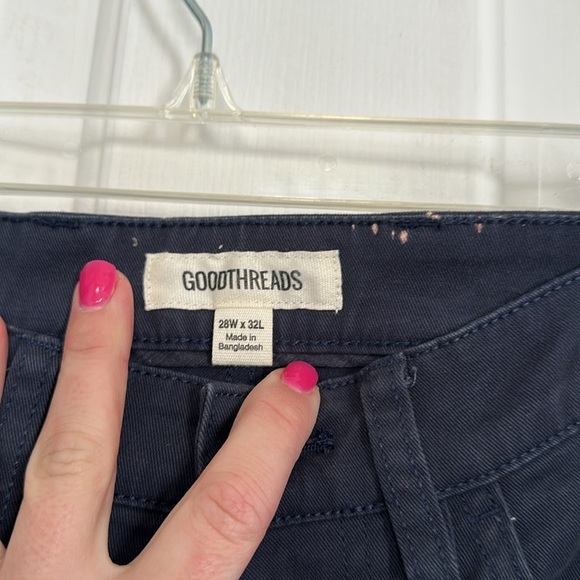 GOODTHREADS
28W x 32L
Made in
Bangladesh